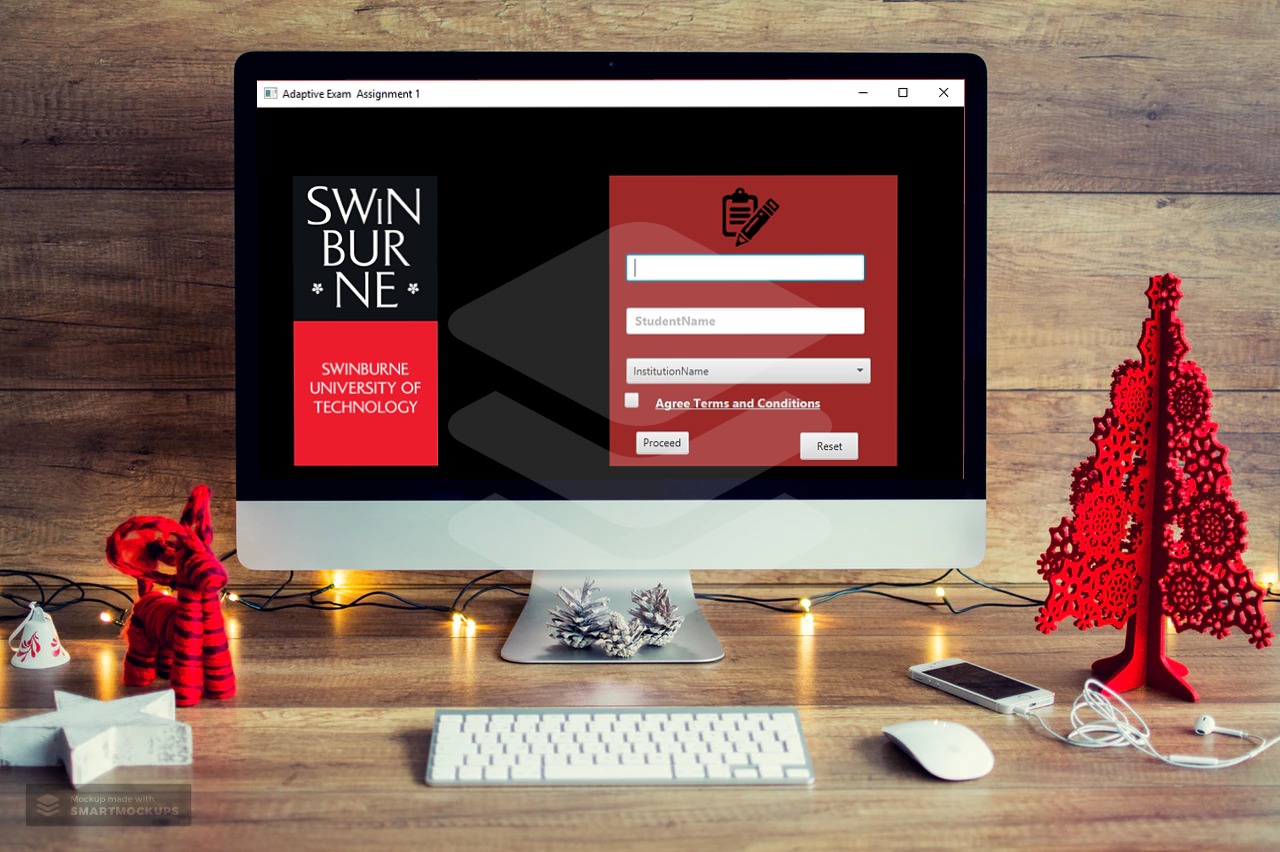 Adaptive Exam  Assignment 1
SWiN
BUR
NE
SWINBURNE
UNIVERSITY OF
TECHNOLOGY
StudentName
InstitutionName
Agree Terms and Conditions
Proceed
Reset
Mockup made with
SMARTMOCKUPS